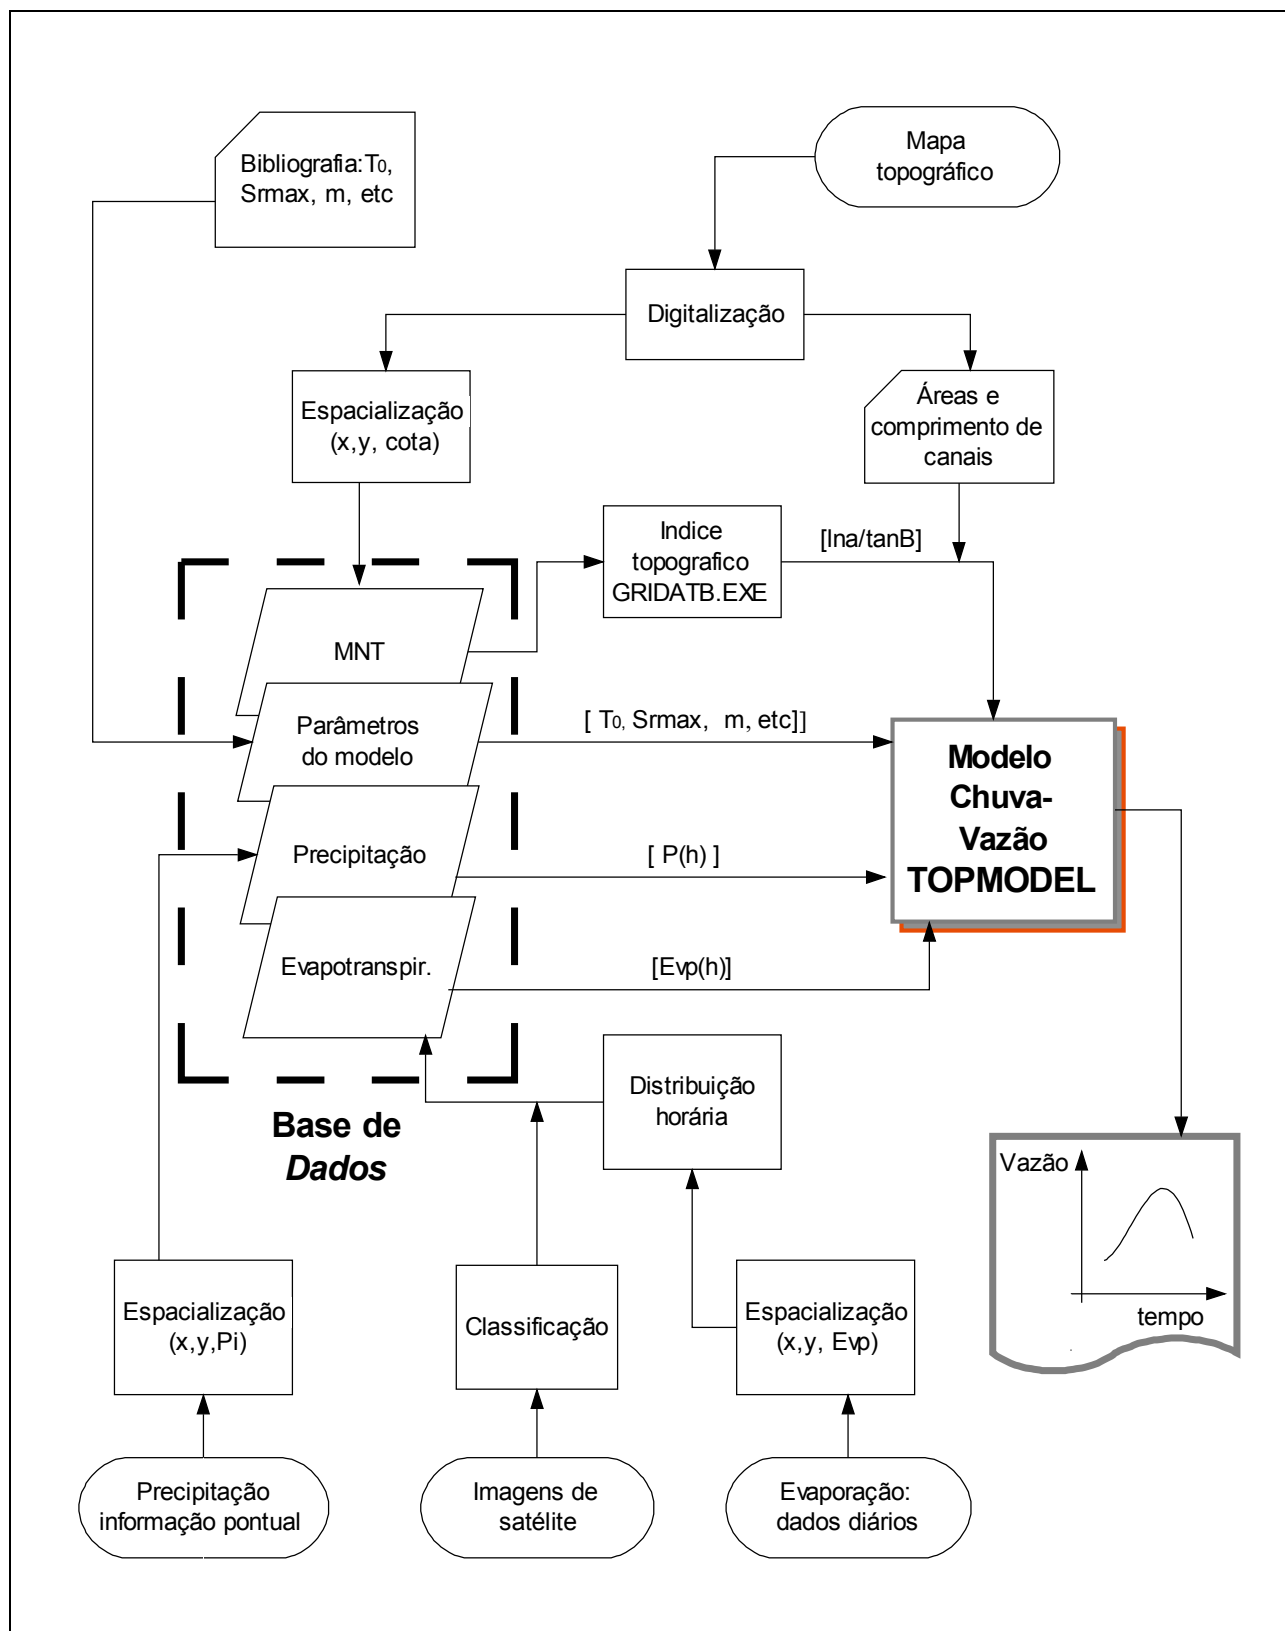 Bibliografia:T0,
Srmax, m, etc
Mapa
topográfico
Digitalização
Espacialização
(x,y, cota)
Áreas e
comprimento de
canais
Indice
topografico
GRIDATB.EXE
[lna/tanB]
MNT
Parâmetros
do modelo
[ T0, Srmax, m, etc]]
Modelo
Chuva-
Vazão
TOPMODEL
Precipitação
[ P(h) ]
Evapotranspir.
[Evp(h)]
Distribuição
horária
Base de
Dados
Vazão
tempo
Espacialização
(x,y,Pi)
Classificação
Espacialização
(x,y, Evp)
Precipitação
informação pontual
Imagens de
satélite
Evaporação:
dados diários